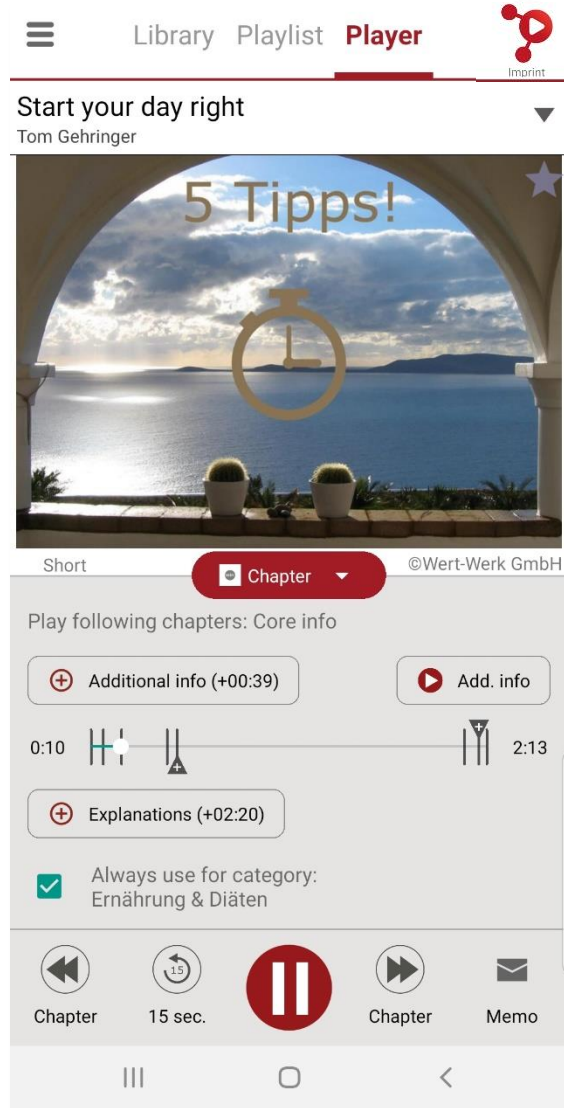 Library Playlist Player
Imprint
Start your day right
Tom Gehringer
5 Tipps!
Short
Chapter
©Wert-Werk GmbH
Play following chapters: Core info
Additional info (+00:39)
Add. info
0:10
2:13
Explanations (+02:20)
Always use for category:
Ernährung & Diäten
15
Chapter
15 sec.
Chapter
Memo